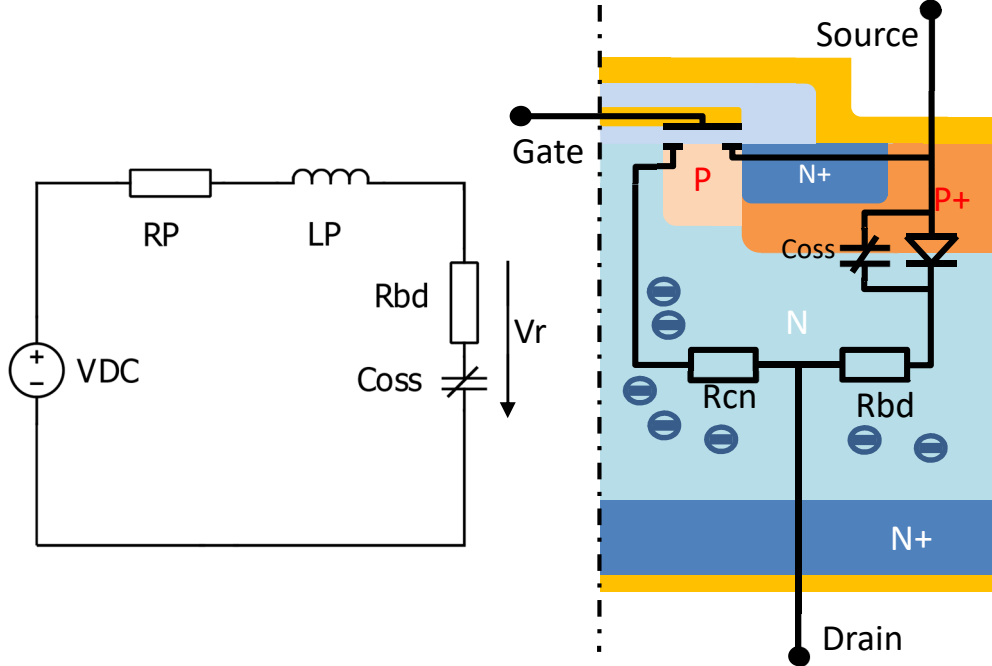 RP
LP
Rbd
Vr
Coss
+
−
VDC
Source
Gate
P
N+
P+
Coss
N
Rcn
Rbd
N+
Drain